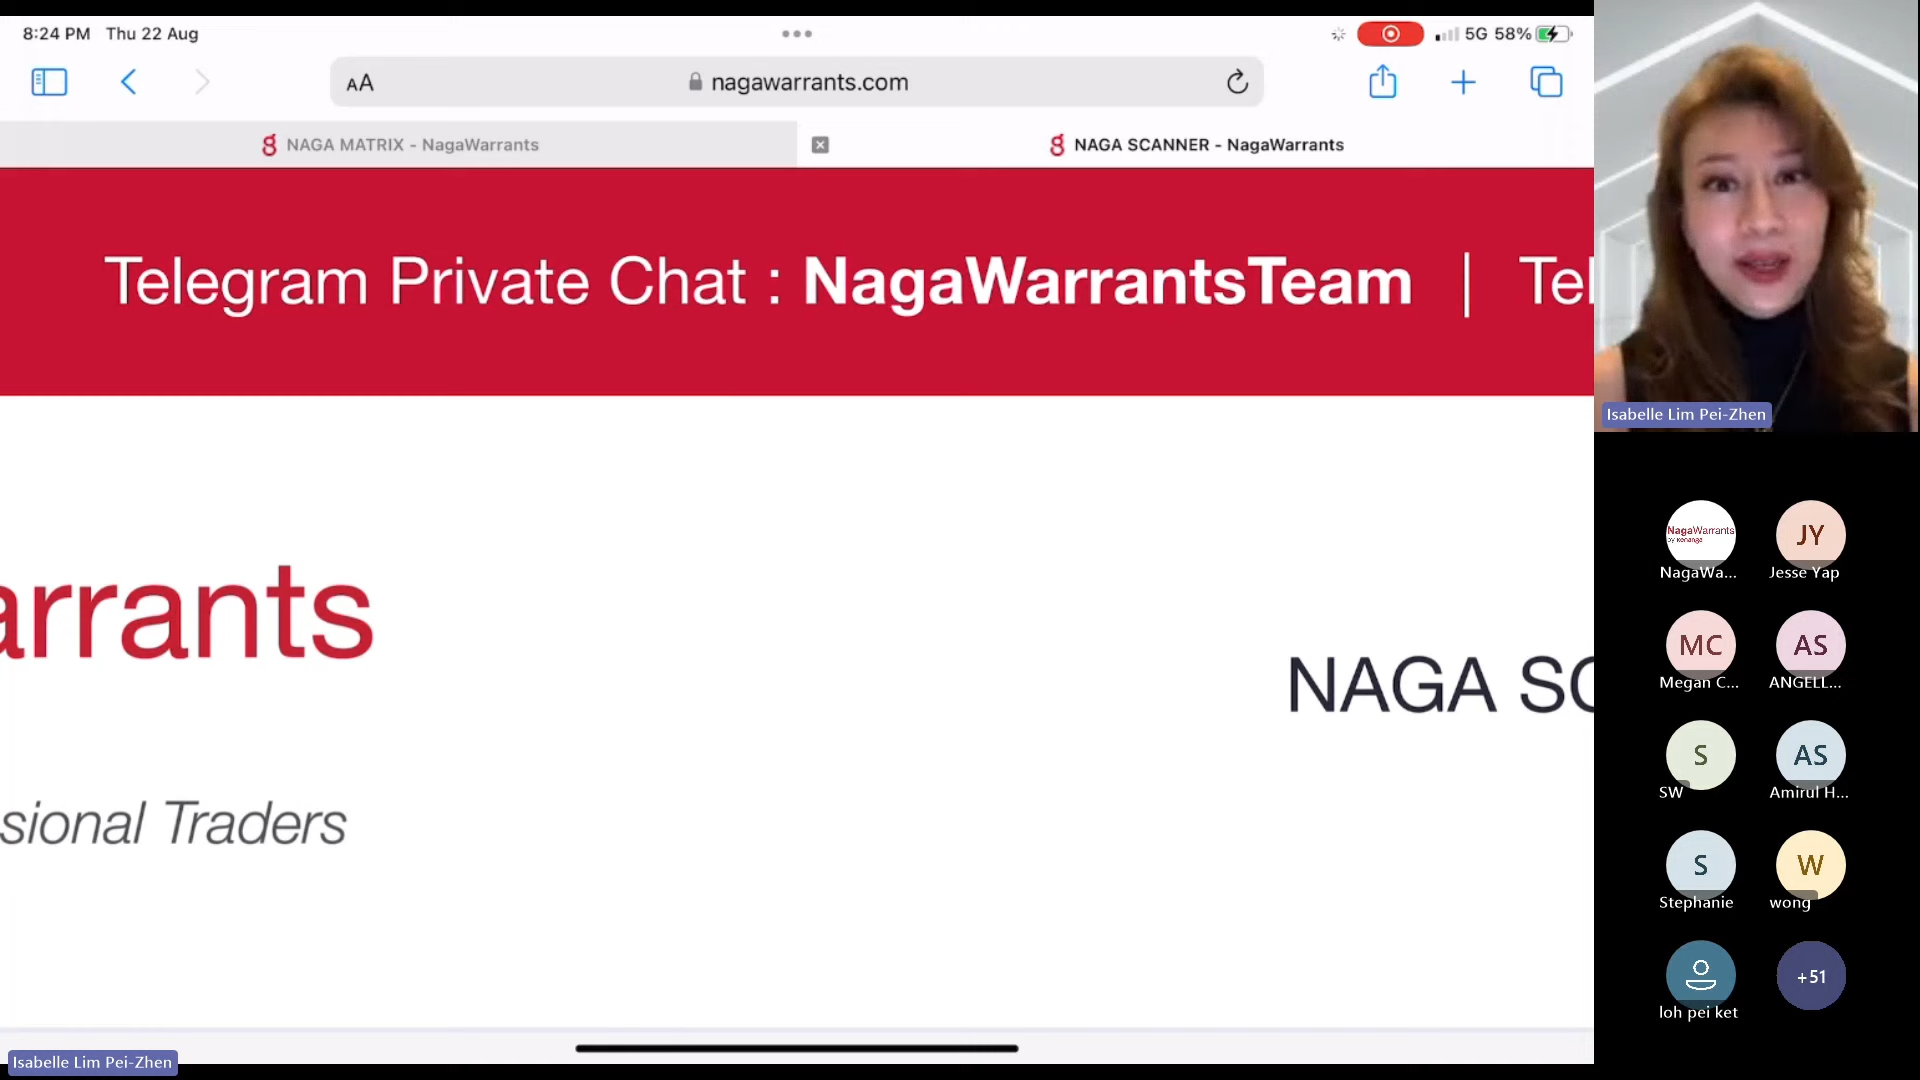 8:24 PM Thu 22 Aug
5G 58%
AA
nagawarrants.com
NAGA MATRIX - NagaWarrants
NAGA SCANNER - NagaWarrants
Telegram Private Chat : NagaWarrantsTeam | Tel
arrants
NAGA SC
sional Traders
Isabelle Lim Pei-Zhen
Isabelle Lim Pei-Zhen
NagaWarrants
by Kenanga
NagaWa...
JY
Jesse Yap
MC
Megan C...
AS
ANGELL...
S
SW
AS
Amirul H...
S
Stephanie
W
wong
loh pei ket
+51